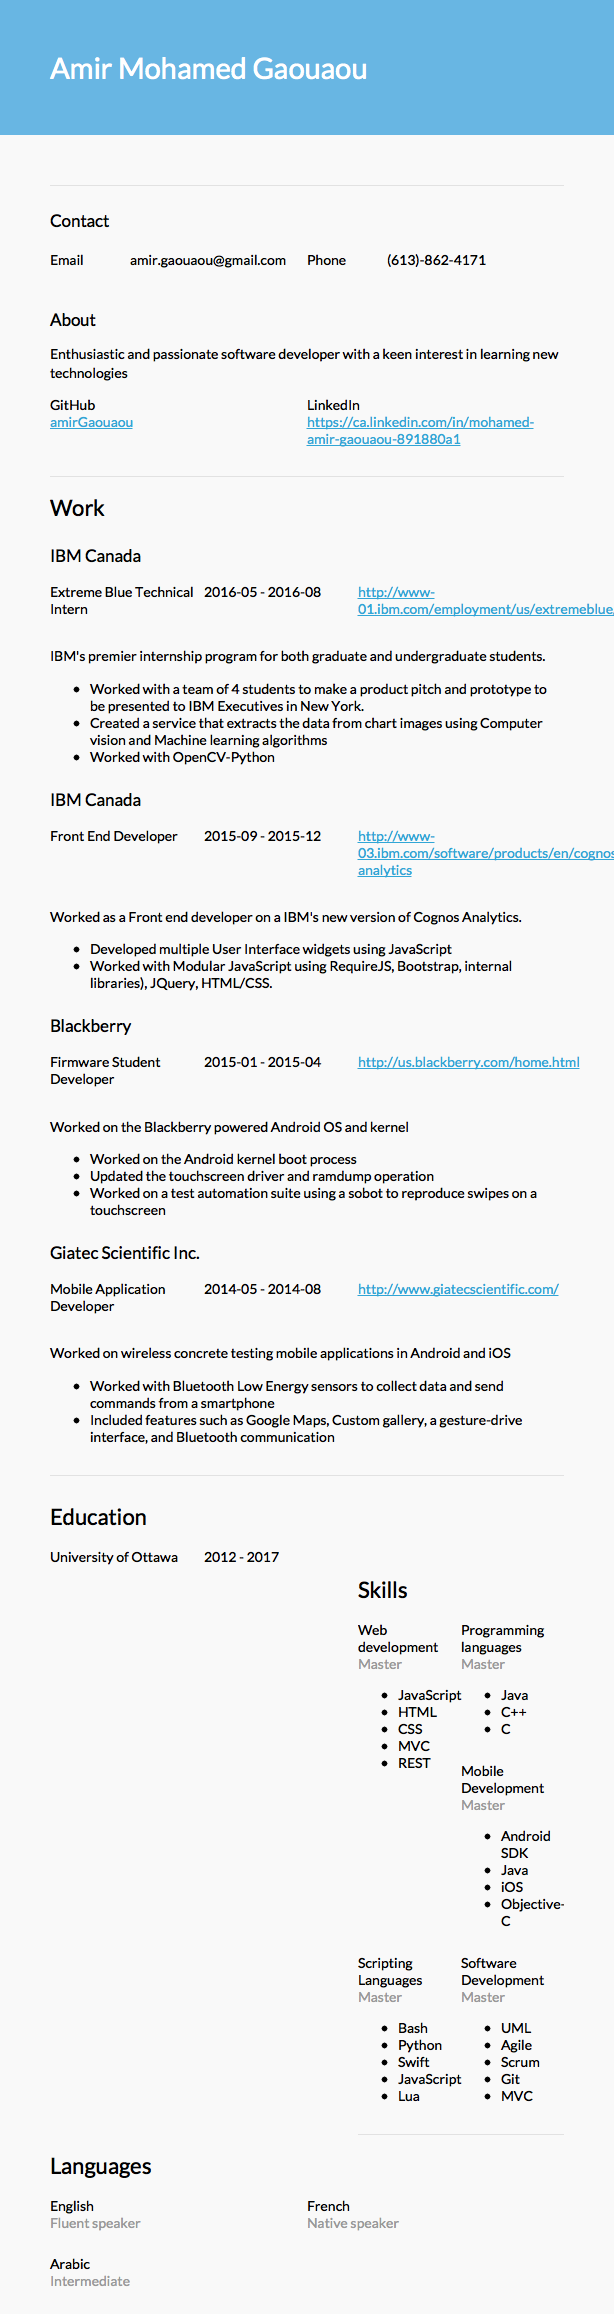 Amir Mohamed Gaouaou
Contact
Email amir.gaouaou@gmail.com Phone (613)-862-4171
About
Enthusiastic and passionate software developer with a keen interest in learning new
technologies
GitHub
amirGaouaou
LinkedIn
https://ca.linkedin.com/in/mohamed-
amir-gaouaou-891880a1
Work
IBM Canada
Extreme Blue Technical
Intern
2016-05 - 2016-08
http://www-
01.ibm.com/employment/us/extremeblue/
IBM's premier internship program for both graduate and undergraduate students.
• Worked with a team of 4 students to make a product pitch and prototype to
be presented to IBM Executives in New York.
• Created a service that extracts the data from chart images using Computer
vision and Machine learning algorithms
• Worked with OpenCV-Python
IBM Canada
Front End Developer 2015-09 - 2015-12
http://www-
03.ibm.com/software/products/en/cognos
analytics
Worked as a Front end developer on a IBM's new version of Cognos Analytics.
• Developed multiple User Interface widgets using JavaScript
• Worked with Modular JavaScript using RequireJS, Bootstrap, internal
libraries), JQuery, HTML/CSS.
Blackberry
Firmware Student
Developer
2015-01 - 2015-04
http://us.blackberry.com/home.html
Worked on the Blackberry powered Android OS and kernel
• Worked on the Android kernel boot process
• Updated the touchscreen driver and ramdump operation
• Worked on a test automation suite using a sobot to reproduce swipes on a
touchscreen
Giatec Scientific Inc.
Mobile Application
Developer
2014-05 - 2014-08
http://www.giatecscientific.com/
Worked on wireless concrete testing mobile applications in Android and iOS
• Worked with Bluetooth Low Energy sensors to collect data and send
commands from a smartphone
• Included features such as Google Maps, Custom gallery, a gesture-drive
interface, and Bluetooth communication
Education
University of Ottawa 2012 - 2017
Skills
Web
development
Master
• JavaScript
• HTML
• CSS
• MVC
• REST
Programming
languages
Master
• Java
• C++
• C
Mobile
Development
Master
• Android
SDK
• Java
• iOS
• Objective-
C
Scripting
Languages
Master
• Bash
• Python
• Swift
• JavaScript
• Lua
Software
Development
Master
• UML
• Agile
• Scrum
• Git
• MVC
Languages
English
Fluent speaker
French
Native speaker
Arabic
Intermediate